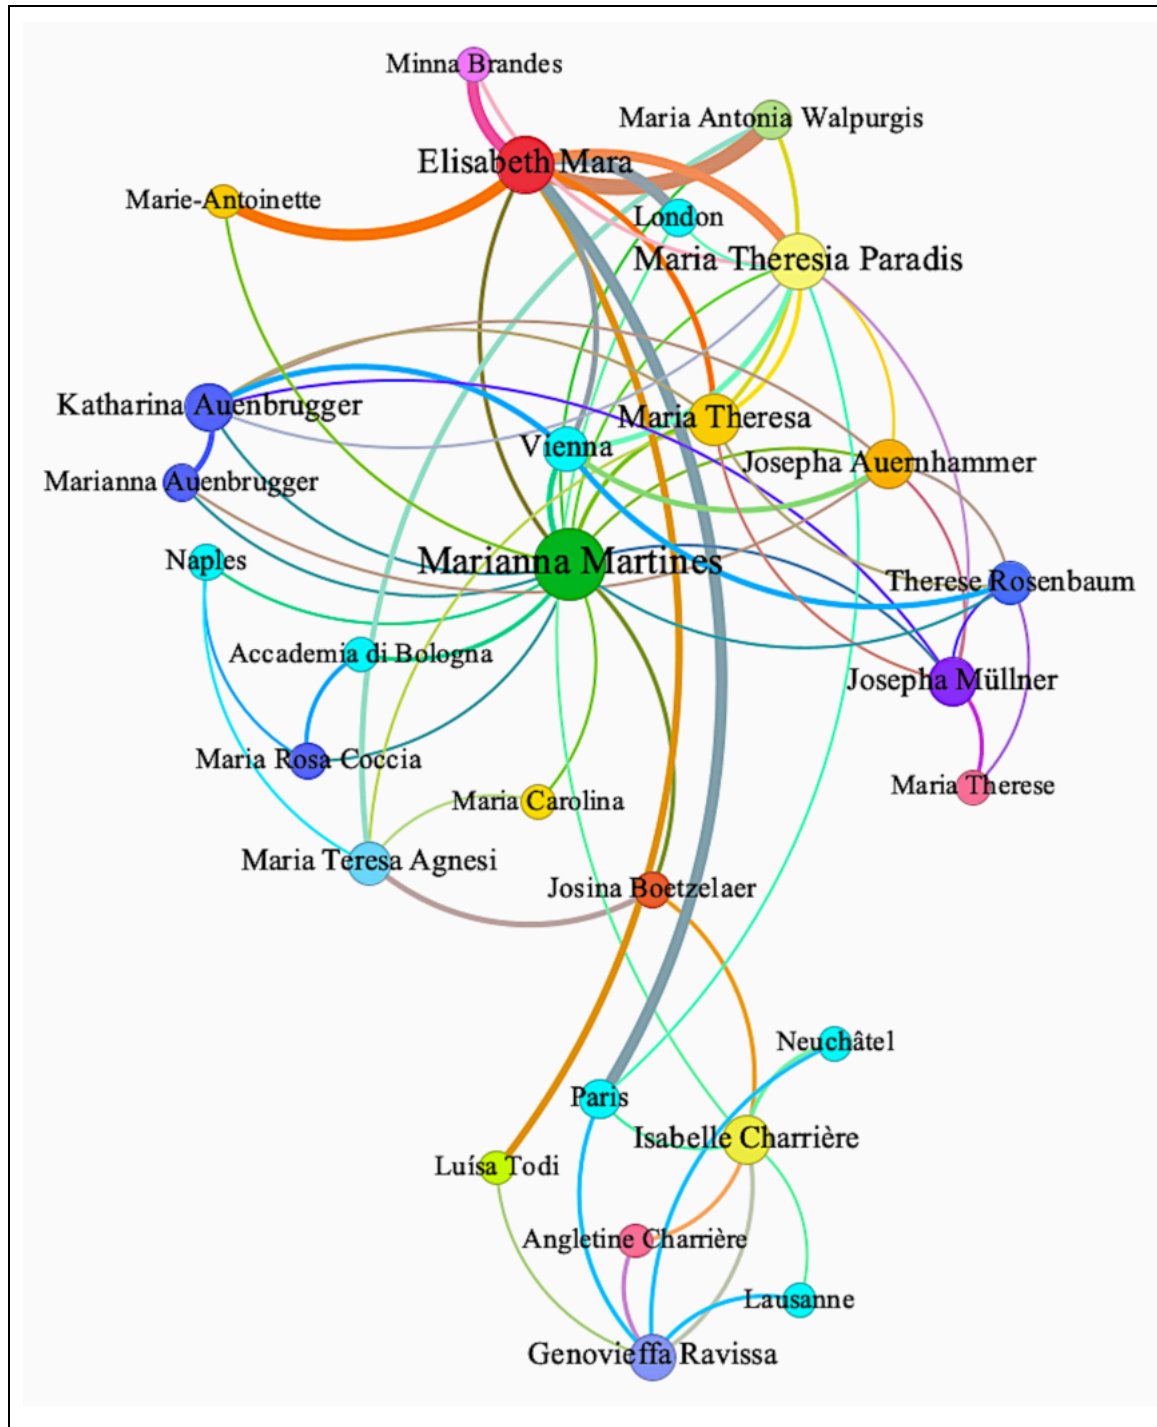 Minna Brandes
Maria Antonia Walpurgis
Elisabeth Mara
Marie-Antoinette
London
Maria Theresia Paradis
Katharina Auenbrugger
Maria Theresa
Vienna
Josepha Auernhammer
Marianna Auenbrugger
Naples
Marianna Martines
Therese Rosenbaum
Accademia di Bologna
Josepha Müllner
Maria Rosa Coccia
Maria Therese
Maria Carolina
Maria Teresa Agnesi
Josina Boetzelaer
Neuchâtel
Paris
Isabelle Charrière
Luísa Todi
Angletine Charrière
Lausanne
Genovieffa Ravissa